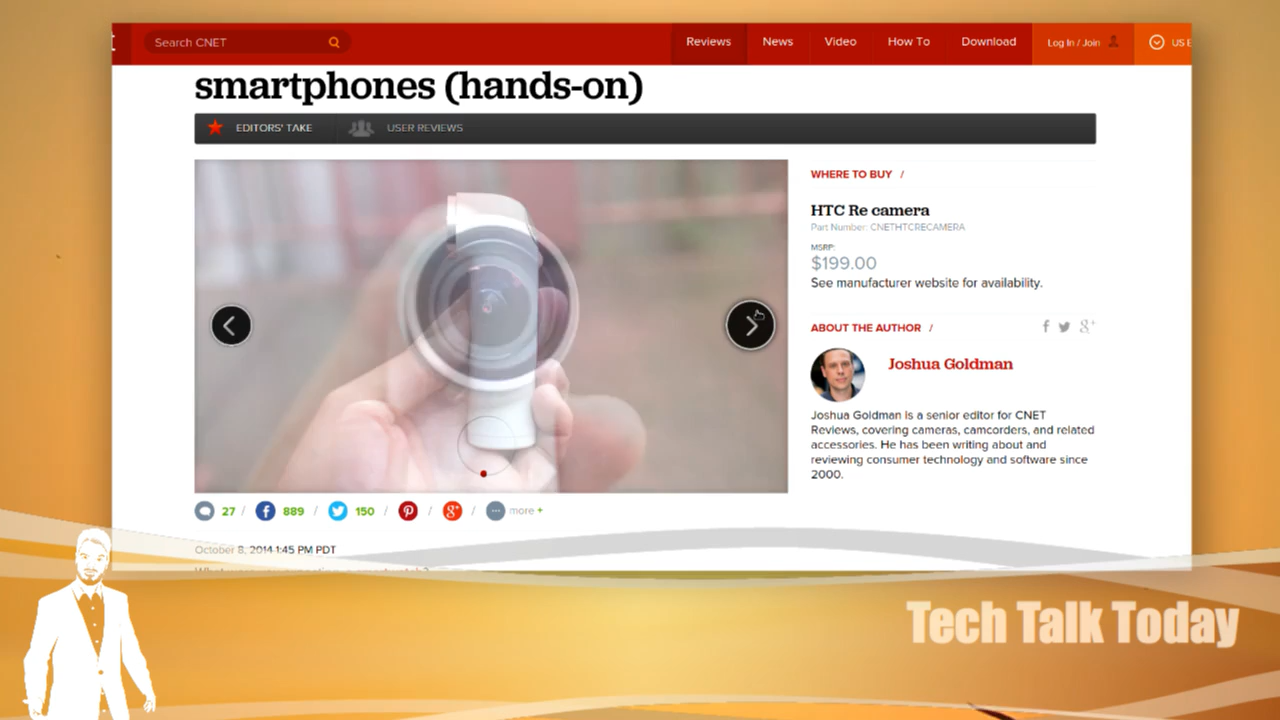 Search CNET
Reviews
News
Video
How To
Download
Log In / Join
US E
smartphones (hands-on)
EDITORS' TAKE
USER REVIEWS
WHERE TO BUY /
HTC Re camera
Part Number: CNETHTCRECAMERA
MSRP:
$199.00
See manufacturer website for availability.
ABOUT THE AUTHOR /
Joshua Goldman
Joshua Goldman is a senior editor for CNET
Reviews, covering cameras, camcorders, and related
accessories. He has been writing about and
reviewing consumer technology and software since
2000.
27 / 889 / 150 / / / more +
October 8, 2014 1:45 PM PDT
Tech Talk Today